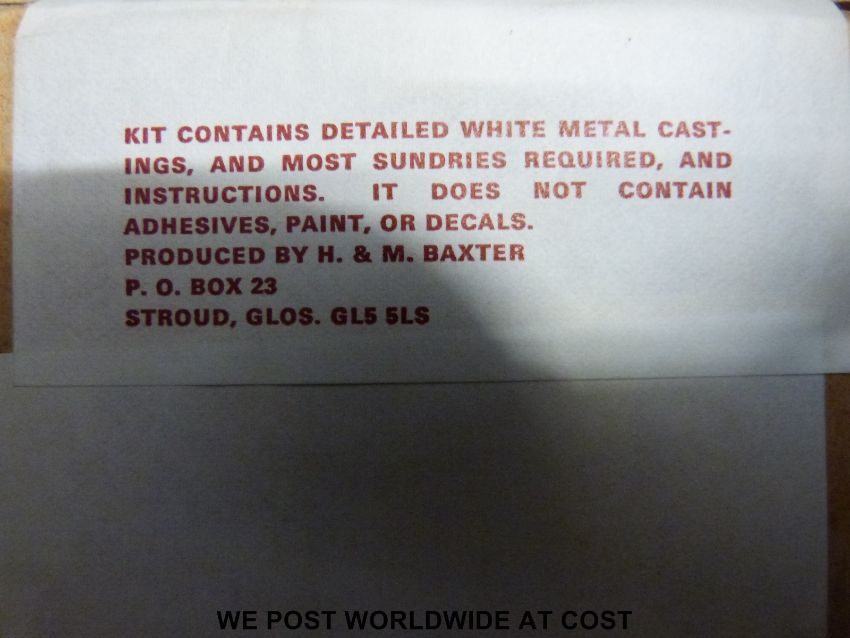 KIT CONTAINS DETAILED WHITE METAL CAST-
INGS, AND MOST SUNDRIES REQUIRED, AND
INSTRUCTIONS. IT DOES NOT CONTAIN
ADHESIVES, PAINT, OR DECALS.
PRODUCED BY H. & M. BAXTER
P. O. BOX 23
STROUD, GLOS. GL5 5LS
WE POST WORLDWIDE AT COST